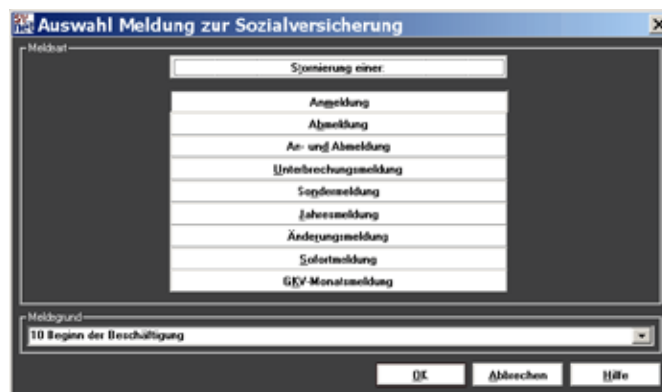 Auswahl Meldung zur Sozialversicherung
Meldeart
Stornierung einer:
Anmeldung
Abmeldung
An- und Abmeldung
Unterbrechungsmeldung
Sondermeldung
Jahresmeldung
Änderungsmeldung
Sofortmeldung
GKV-Monatsmeldung
Meldegrund
10 Beginn der Beschäftigung
OK Abbrechen Hilfe